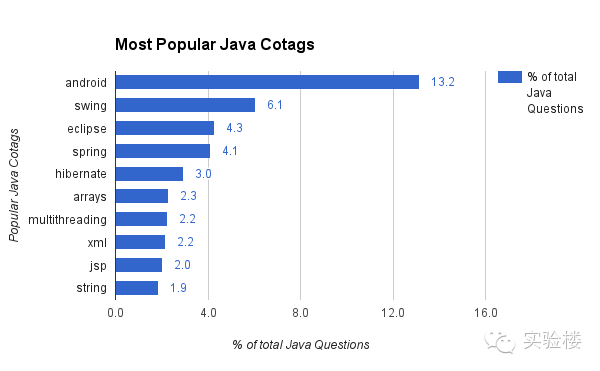 Most Popular Java Cotags
Popular Java Cotags
android 13.2
swing 6.1
eclipse 4.3
spring 4.1
hibernate 3.0
arrays 2.3
multithreading 2.2
xml 2.2
jsp 2.0
string 1.9
0.0 4.0 8.0 12.0 16.0
% of total Java Questions
% of total
Java
Questions
实验楼